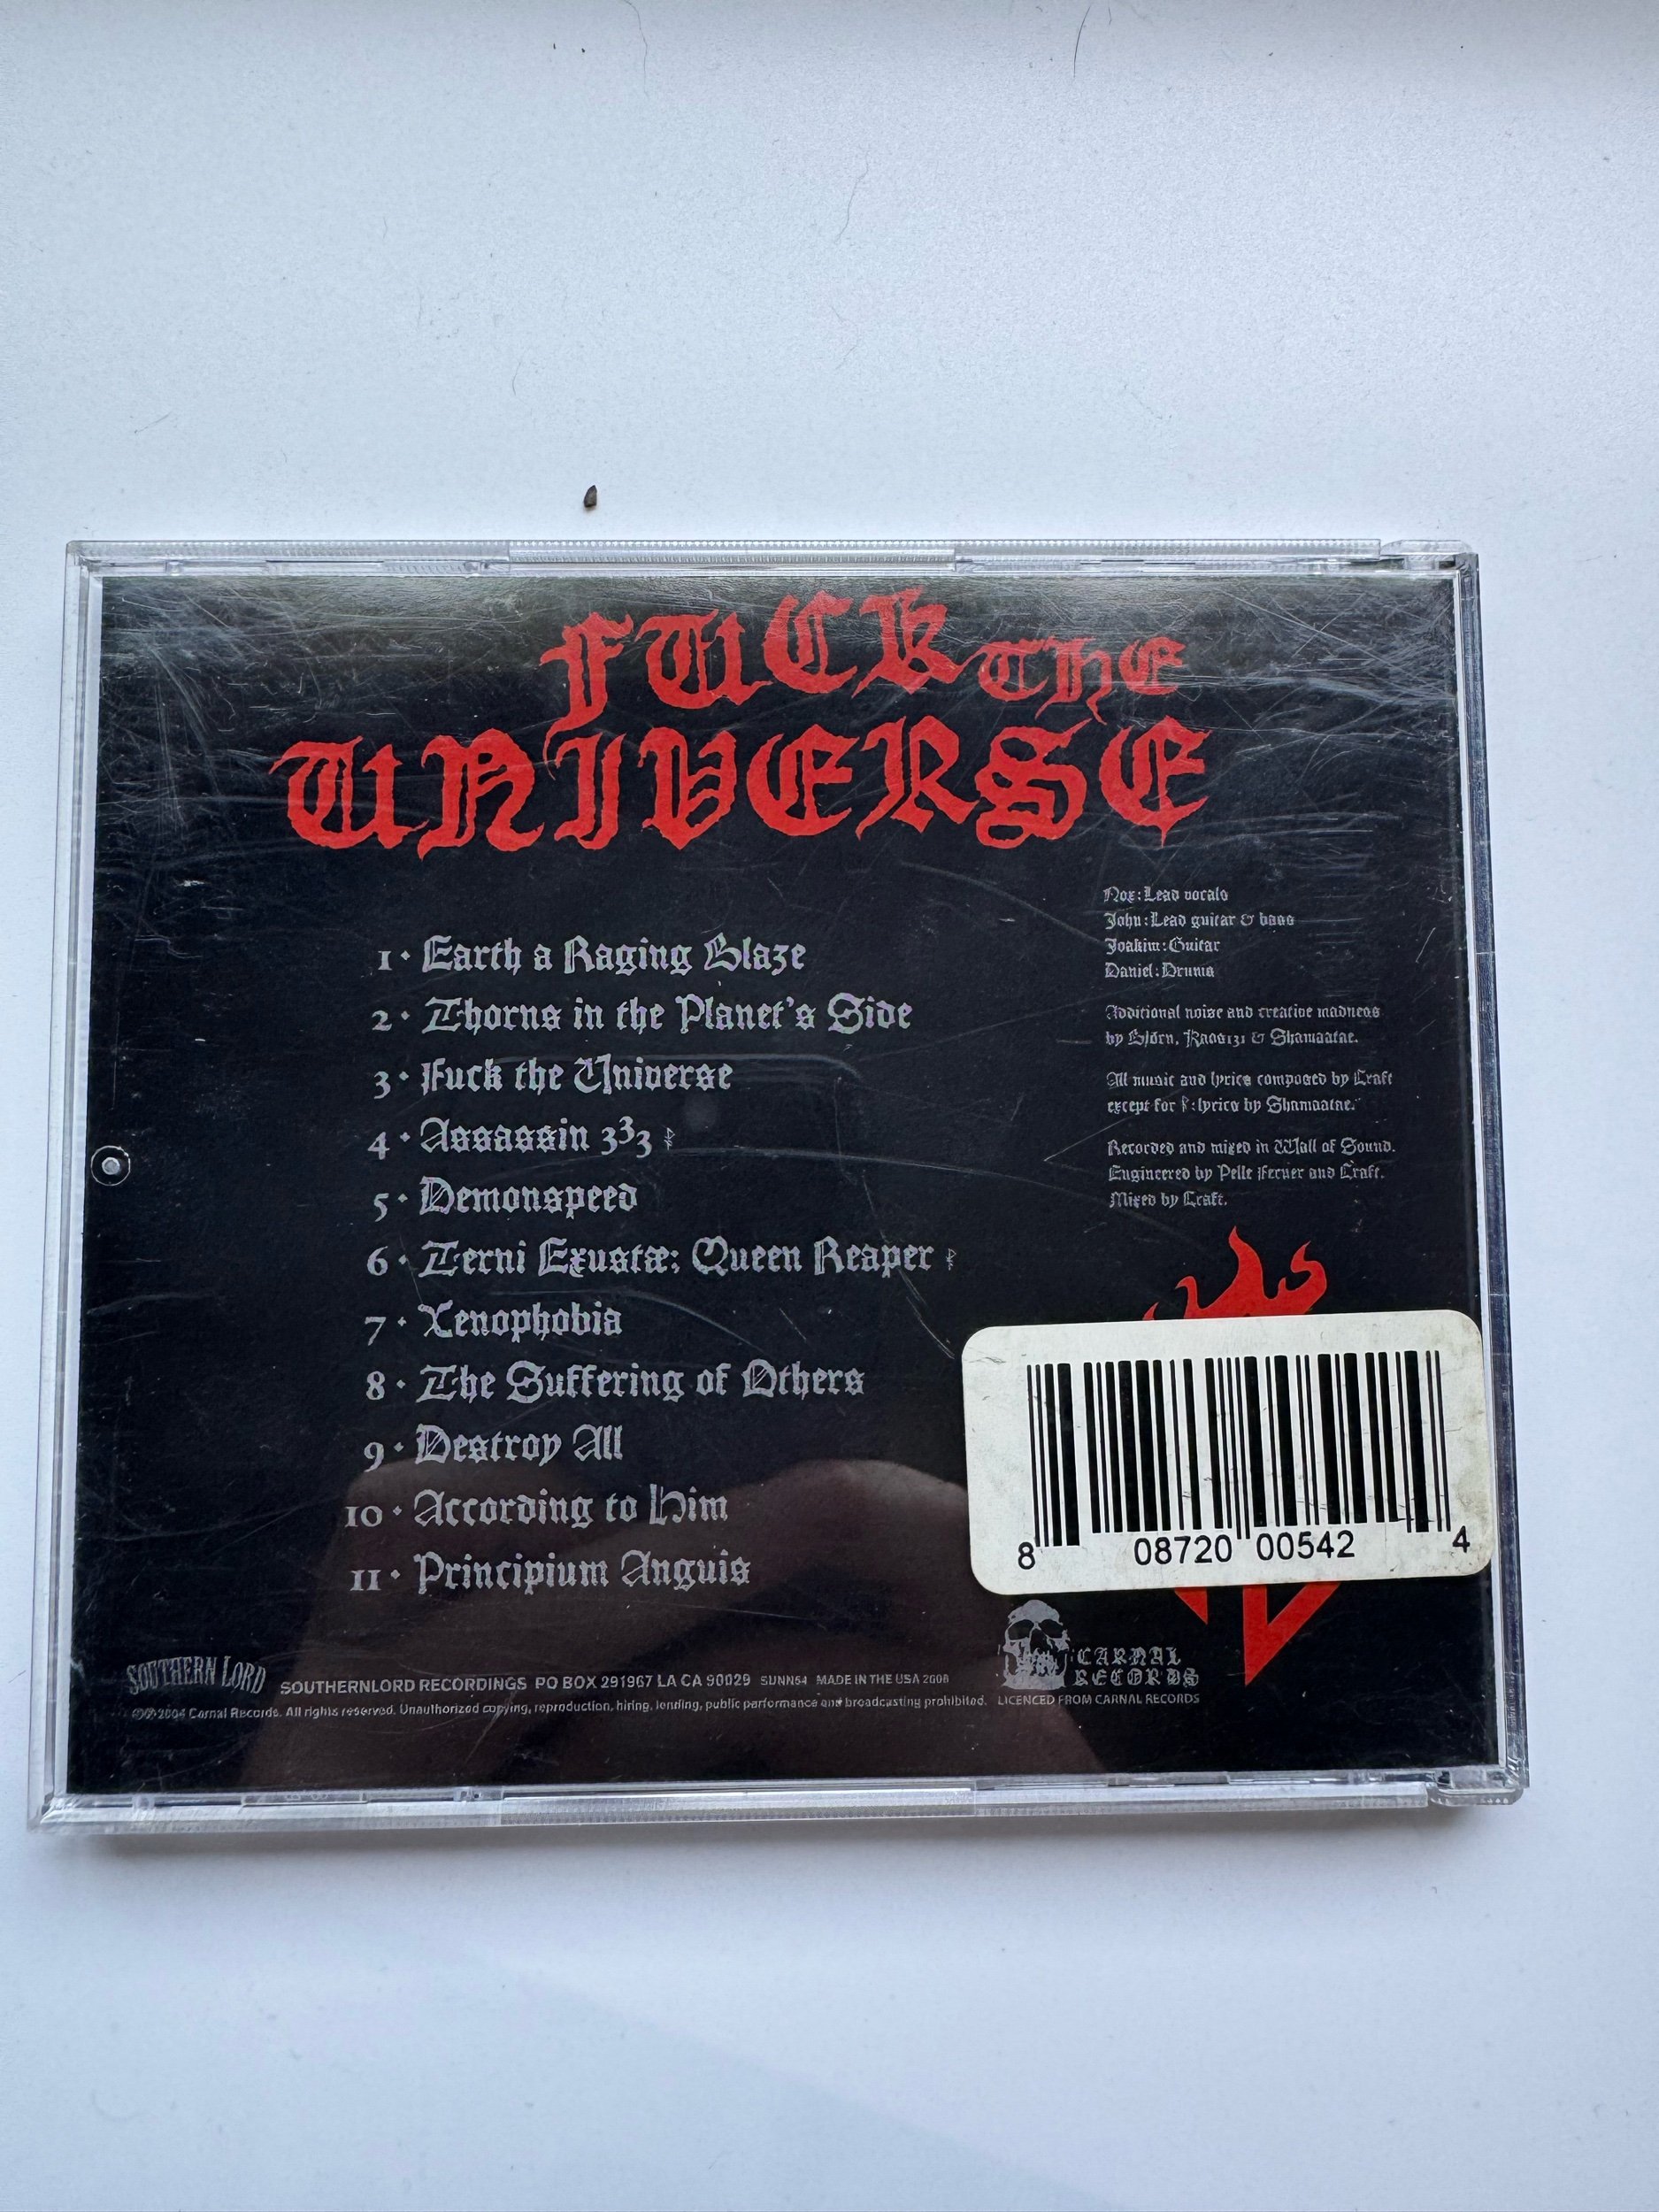 FUCK THE
UNIVERSE
1 · Earth a Raging Blaze
2 · Thorns in the Planet's Side
3 · Fuck the Universe
4 · Assassin 333
5 · Demonspeed
6 · Terni Exustæ: Queen Reaper
7 · Xenophobia
8 · The Suffering of Others
9 · Destroy All
10 · According to Him
11 · Principium Anguis
Nox: Lead vocals
John: Lead guitar & bass
Joakim: Guitar
Daniel: Drums
Additional noise and creative madness
by Björn, Kaos131 & Shamaatae.
All music and lyrics composed by Craft
except for : lyrics by Shamaatae.
Recorded and mixed in Wall of Sound.
Engineered by Pelle Ferner and Craft.
Mixed by Craft.
8 08720 00542 4
SOUTHERN LORD
SOUTHERNLORD RECORDINGS PO BOX 291967 LA CA 90029 SUNN54 MADE IN THE USA 2006
2004 Carnal Records. All rights reserved. Unauthorized copying, reproduction, hiring, lending, public performance and broadcasting prohibited.
CARNAL
RECORDS
LICENCED FROM CARNAL RECORDS